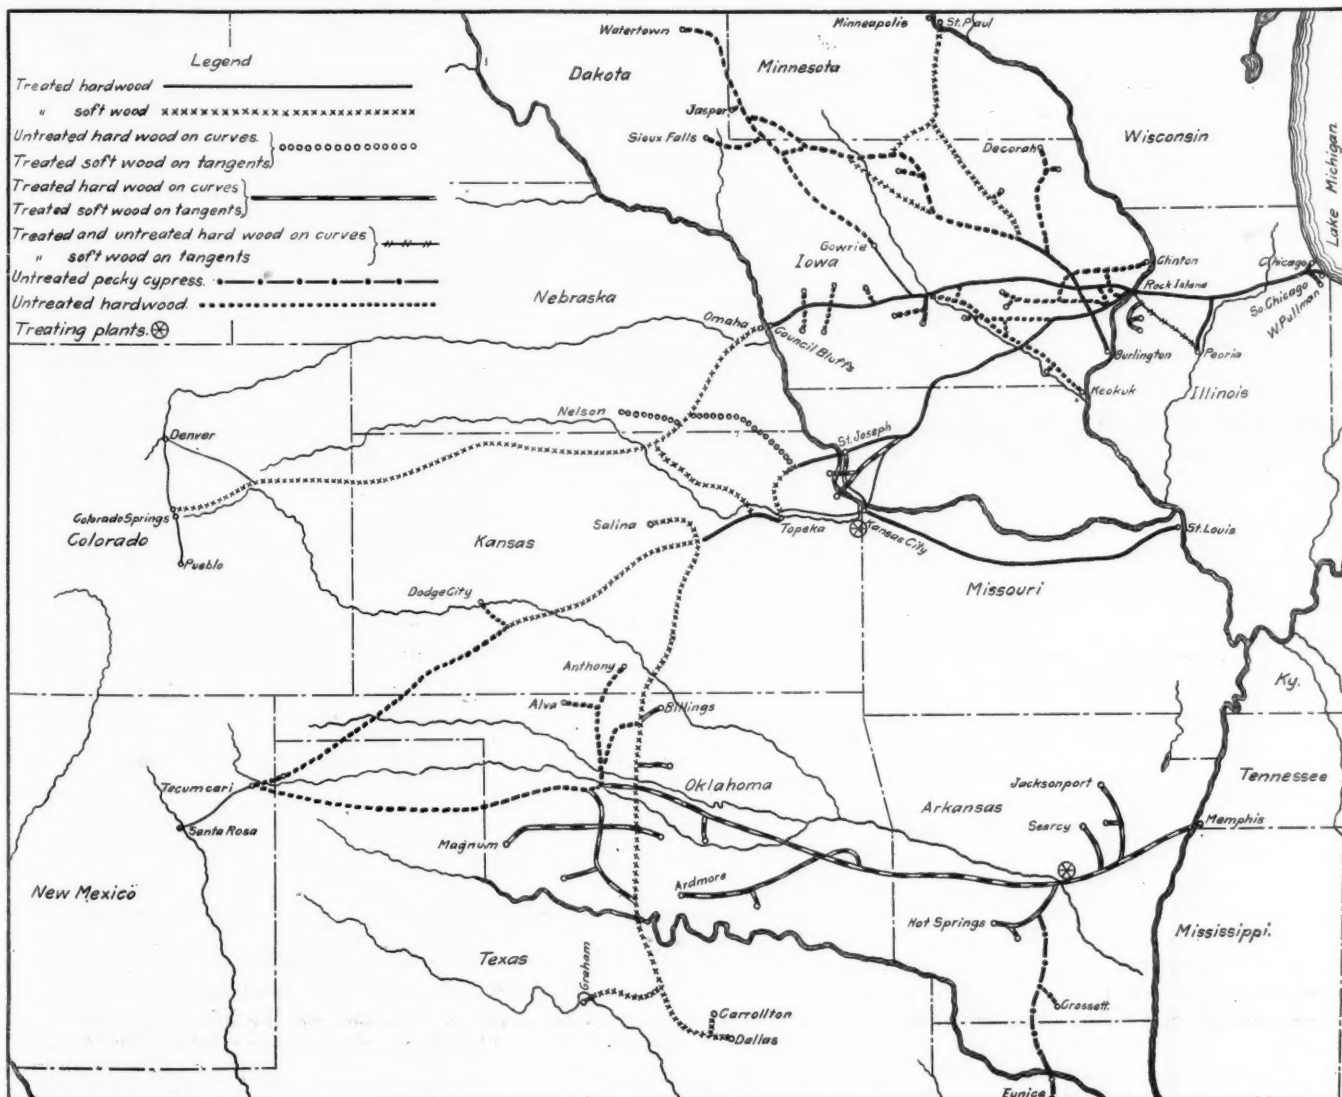 Legend
Treated hardwood
" soft wood
Untreated hard wood on curves.
Treated soft wood on tangents
Treated hard wood on curves
Treated soft wood on tangents
Treated and untreated hard wood on curves
" soft wood on tangents
Untreated pecky cypress.
Untreated hardwood.
Treating plants.
Watertown
Minneapolis
St. Paul
Dakota
Minnesota
Jasper
Sioux Falls
Decorah
Wisconsin
Lake Michigan.
Gowrie
Iowa
Clinton
Chicago
Rock Island
So. Chicago
W. Pullman
Nebraska
Omaha
Council Bluffs
Burlington
Peoria
Keokuk
Illinois
Nelson
Denver
St. Joseph
Colorado Springs
Colorado
Salina
Topeka
Kansas City
St. Louis
Kansas
Pueblo
Dodge City
Missouri
Anthony
Ky.
Alva
Billings
Tecumcari
Oklahoma
Jacksonport
Tennessee
Arkansas
Santa Rosa
Searcy
Memphis
Magnum
Ardmore
New Mexico
Hot Springs
Mississippi.
Texas
Graham
Crossett.
Carrollton
Dallas
Eunice